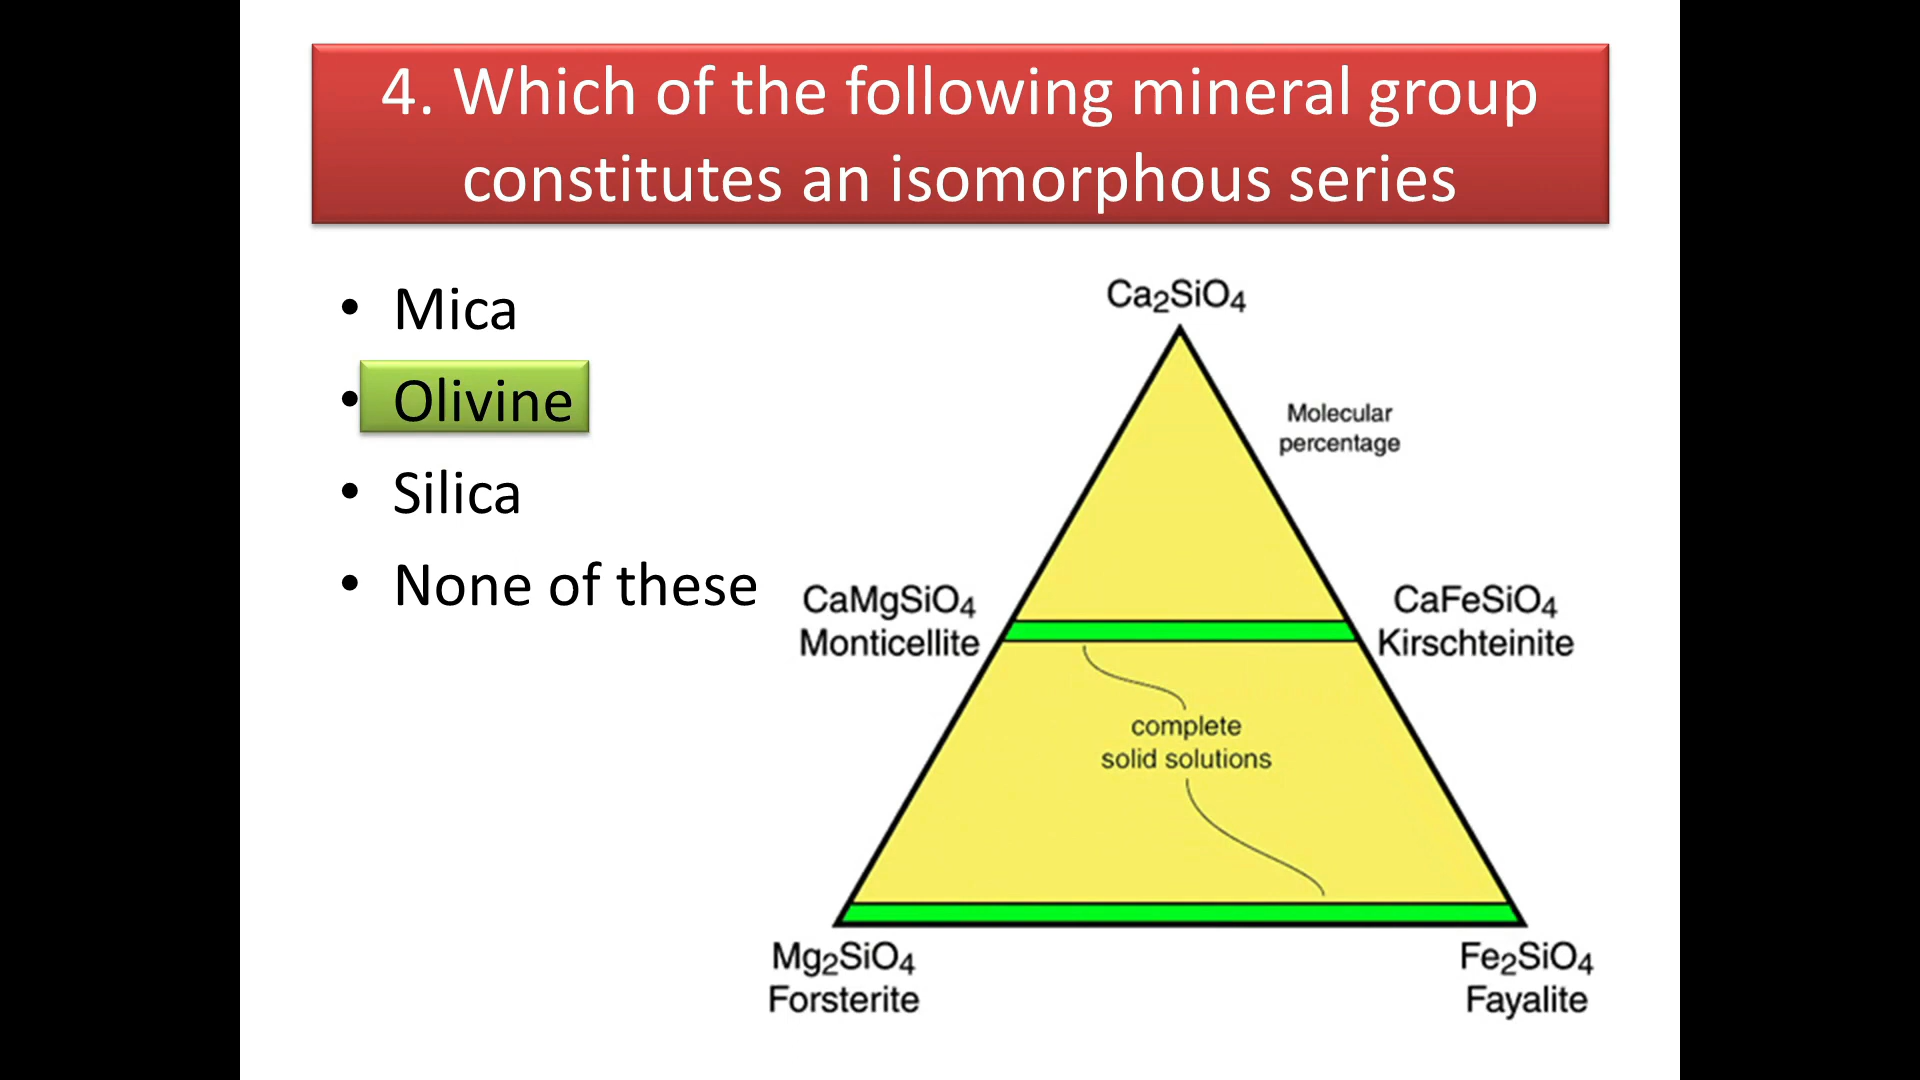 4. Which of the following mineral group
constitutes an isomorphous series
• Mica
• Olivine
• Silica
• None of these
Ca2SiO4
Molecular
percentage
CaMgSiO4
Monticellite
CaFeSiO4
Kirschteinite
complete
solid solutions
Mg2SiO4
Forsterite
Fe2SiO4
Fayalite